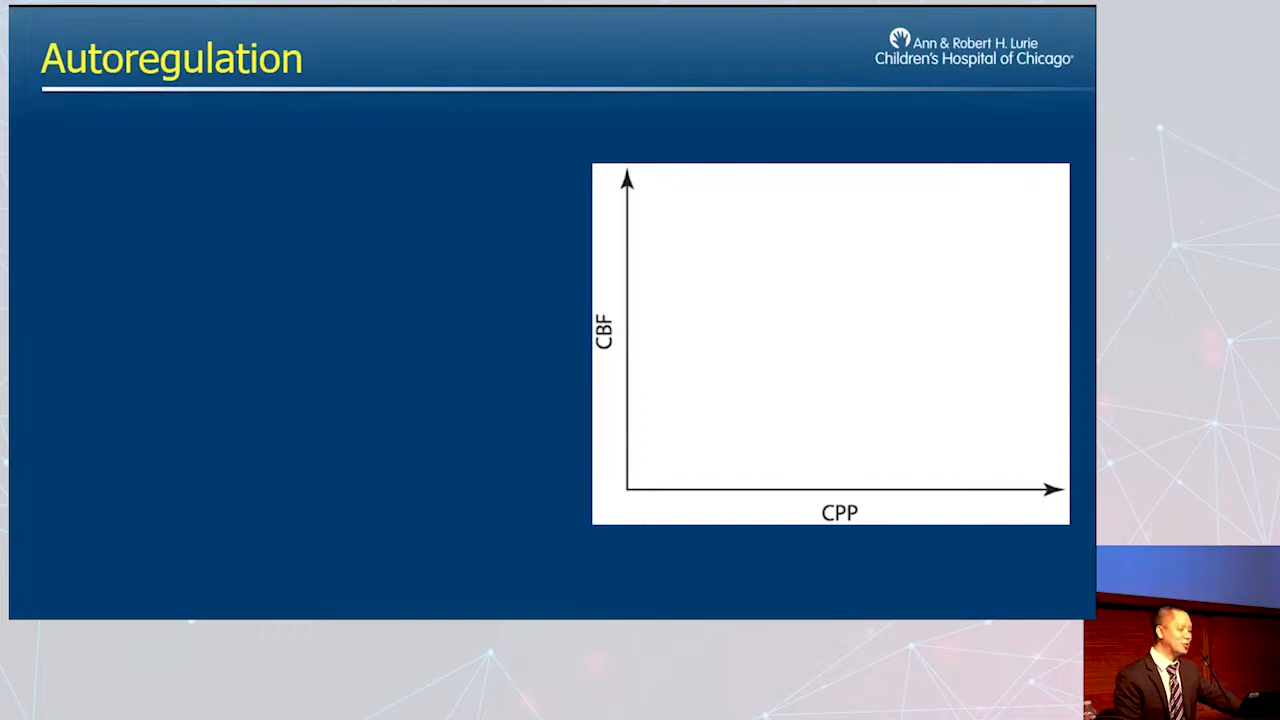 Autoregulation
Ann & Robert H. Lurie
Children's Hospital of Chicago
CBF
CPP